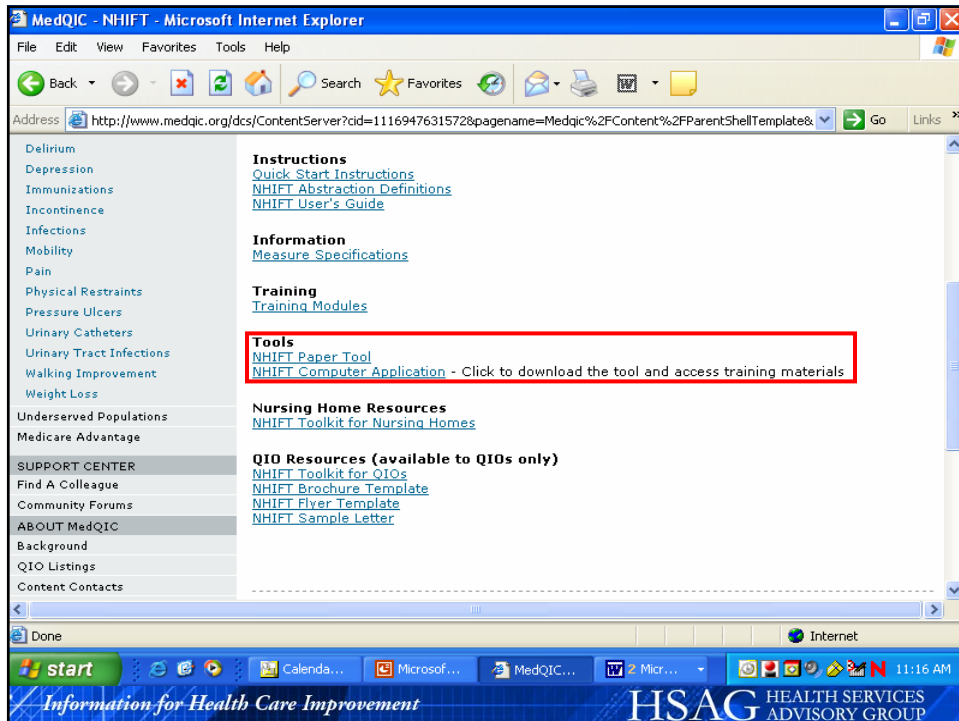 MedQIC - NHIFT - Microsoft Internet Explorer
File Edit View Favorites Tools Help
Back Search Favorites
Address http://www.medqic.org/dcs/ContentServer?cid=1116947631572&pagename=Medqic%2FContent%2FParentShellTemplate& Go Links »
Delirium
Depression
Immunizations
Incontinence
Infections
Mobility
Pain
Physical Restraints
Pressure Ulcers
Urinary Catheters
Urinary Tract Infections
Walking Improvement
Weight Loss
Underserved Populations
Medicare Advantage
SUPPORT CENTER
Find A Colleague
Community Forums
ABOUT MedQIC
Background
QIO Listings
Content Contacts
Instructions
Quick Start Instructions
NHIFT Abstraction Definitions
NHIFT User's Guide
Information
Measure Specifications
Training
Training Modules
Tools
NHIFT Paper Tool
NHIFT Computer Application - Click to download the tool and access training materials
Nursing Home Resources
NHIFT Toolkit for Nursing Homes
QIO Resources (available to QIOs only)
NHIFT Toolkit for QIOs
NHIFT Brochure Template
NHIFT Flyer Template
NHIFT Sample Letter
Done Internet
start Calenda... Microsof... MedQIC... 2 Micr... 11:16 AM
Information for Health Care Improvement
HSAG HEALTH SERVICES
ADVISORY GROUP